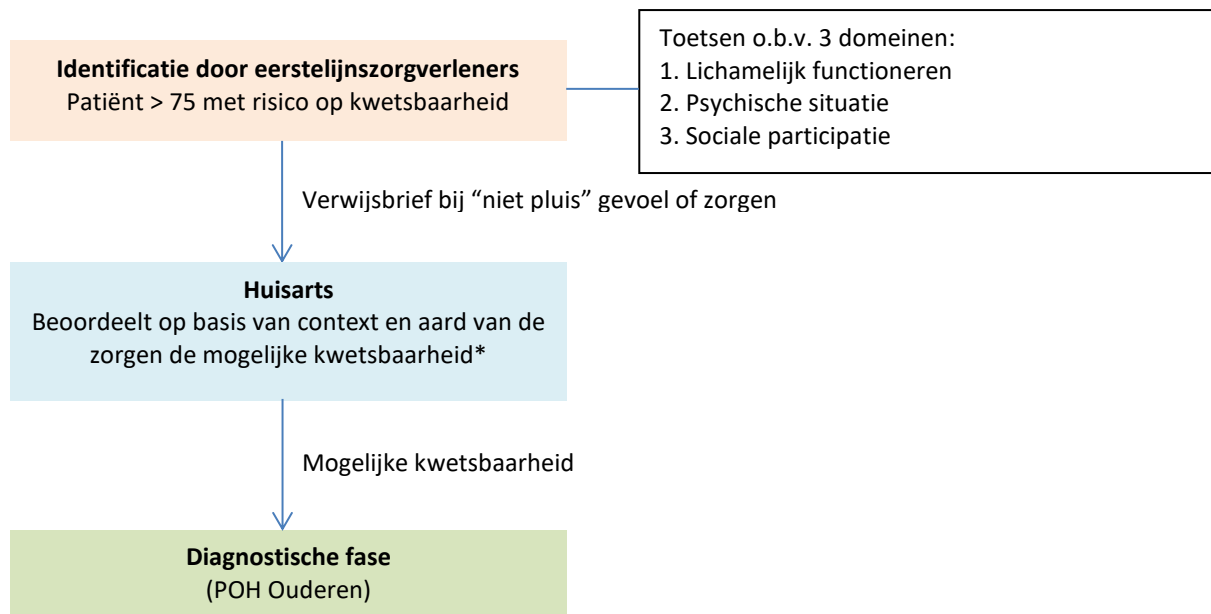 Identificatie door eerstelijnszorgverleners
Patiënt > 75 met risico op kwetsbaarheid
Toetsen o.b.v. 3 domeinen:
1. Lichamelijk functioneren
2. Psychische situatie
3. Sociale participatie
Verwijsbrief bij “niet pluis” gevoel of zorgen
Huisarts
Beoordeelt op basis van context en aard van de
zorgen de mogelijke kwetsbaarheid*
Mogelijke kwetsbaarheid
Diagnostische fase
(POH Ouderen)